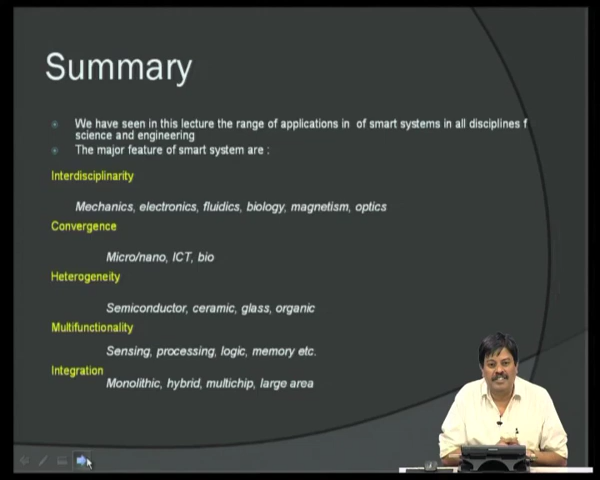 Summary
We have seen in this lecture the range of applications in of smart systems in all disciplines f
science and engineering
The major feature of smart system are :
Interdisciplinarity
Mechanics, electronics, fluidics, biology, magnetism, optics
Convergence
Micro/nano, ICT, bio
Heterogeneity
Semiconductor, ceramic, glass, organic
Multifunctionality
Sensing, processing, logic, memory etc.
Integration
Monolithic, hybrid, multichip, large area